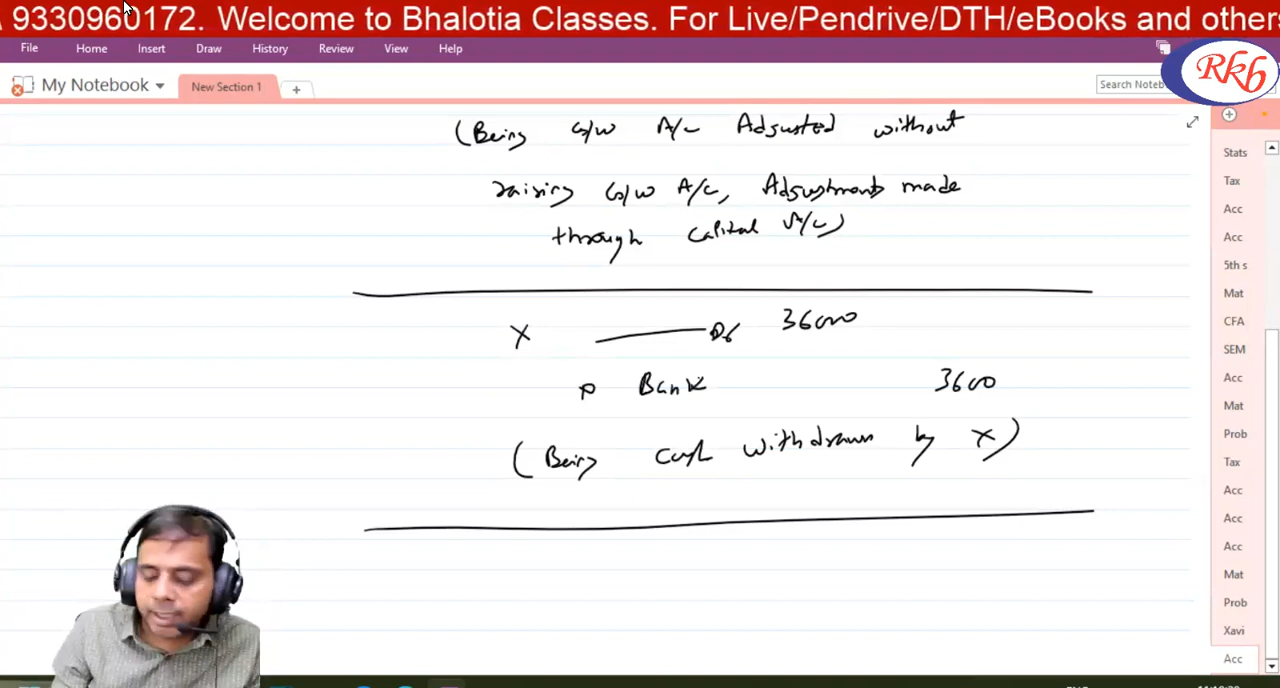 9330960172. Welcome to Bhalotia Classes. For Live/Pendrive/DTH/eBooks and others
File Home Insert Draw History Review View Help
My Notebook New Section 1 + Search Noteb
Rkb
(Being G/W A/C Adjusted without
raising G/W A/C, Adjustments made
through Capital A/C)
X Dr 36000
Bank 3600
(Being cash withdrawn by X)
Stats
Tax
Acc
Acc
5th s
Mat
CFA
SEM
Acc
Mat
Prob
Tax
Acc
Acc
Acc
Mat
Prob
Xavi
Acc